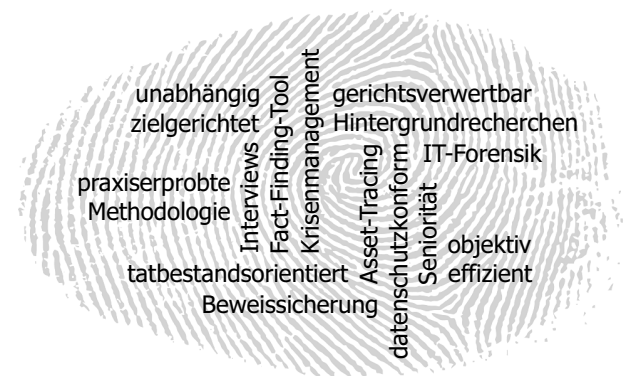 unabhängig
zielgerichtet
praxiserprobte
Methodologie
Interviews
Fact-Finding-Tool
Krisenmanagement
gerichtsverwertbar
Hintergrundrecherchen
IT-Forensik
Asset-Tracing
datenschutzkonform
Seniorität
objektiv
effizient
tatbestandsorientiert
Beweissicherung